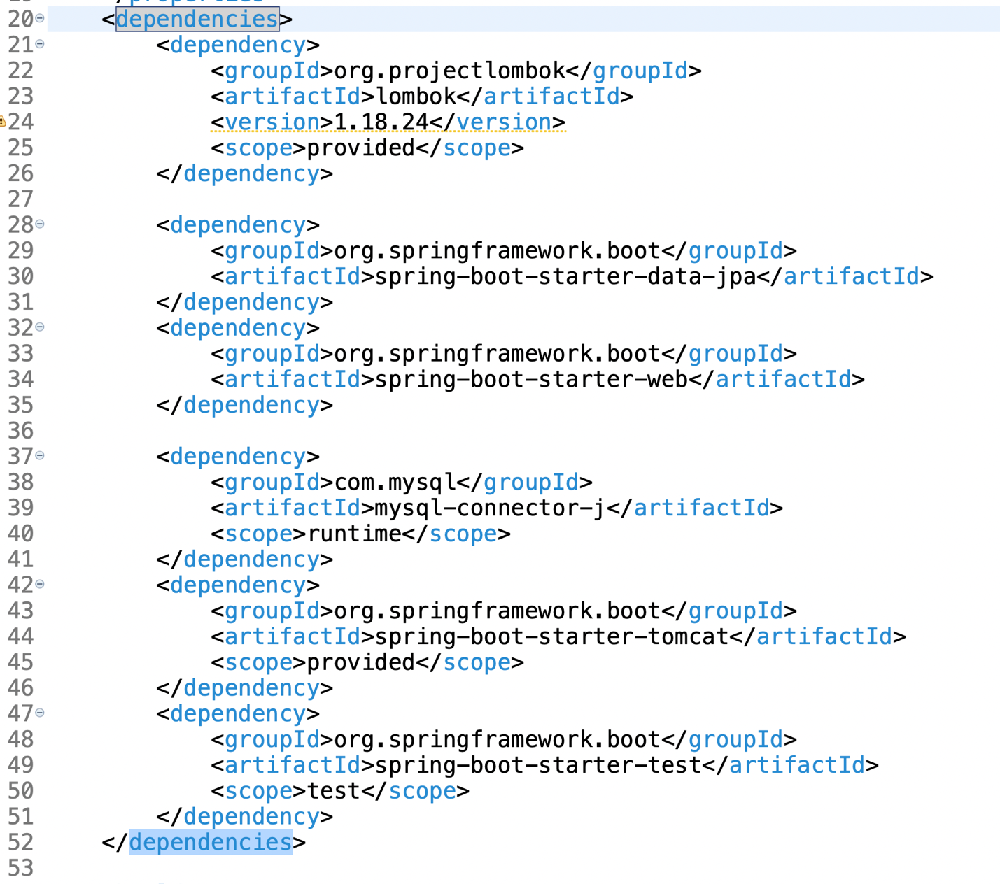 20 <dependencies>
21 <dependency>
22 <groupId>org.projectlombok</groupId>
23 <artifactId>lombok</artifactId>
24 <version>1.18.24</version>
25 <scope>provided</scope>
26 </dependency>
27
28 <dependency>
29 <groupId>org.springframework.boot</groupId>
30 <artifactId>spring-boot-starter-data-jpa</artifactId>
31 </dependency>
32 <dependency>
33 <groupId>org.springframework.boot</groupId>
34 <artifactId>spring-boot-starter-web</artifactId>
35 </dependency>
36
37 <dependency>
38 <groupId>com.mysql</groupId>
39 <artifactId>mysql-connector-j</artifactId>
40 <scope>runtime</scope>
41 </dependency>
42 <dependency>
43 <groupId>org.springframework.boot</groupId>
44 <artifactId>spring-boot-starter-tomcat</artifactId>
45 <scope>provided</scope>
46 </dependency>
47 <dependency>
48 <groupId>org.springframework.boot</groupId>
49 <artifactId>spring-boot-starter-test</artifactId>
50 <scope>test</scope>
51 </dependency>
52 </dependencies>
53